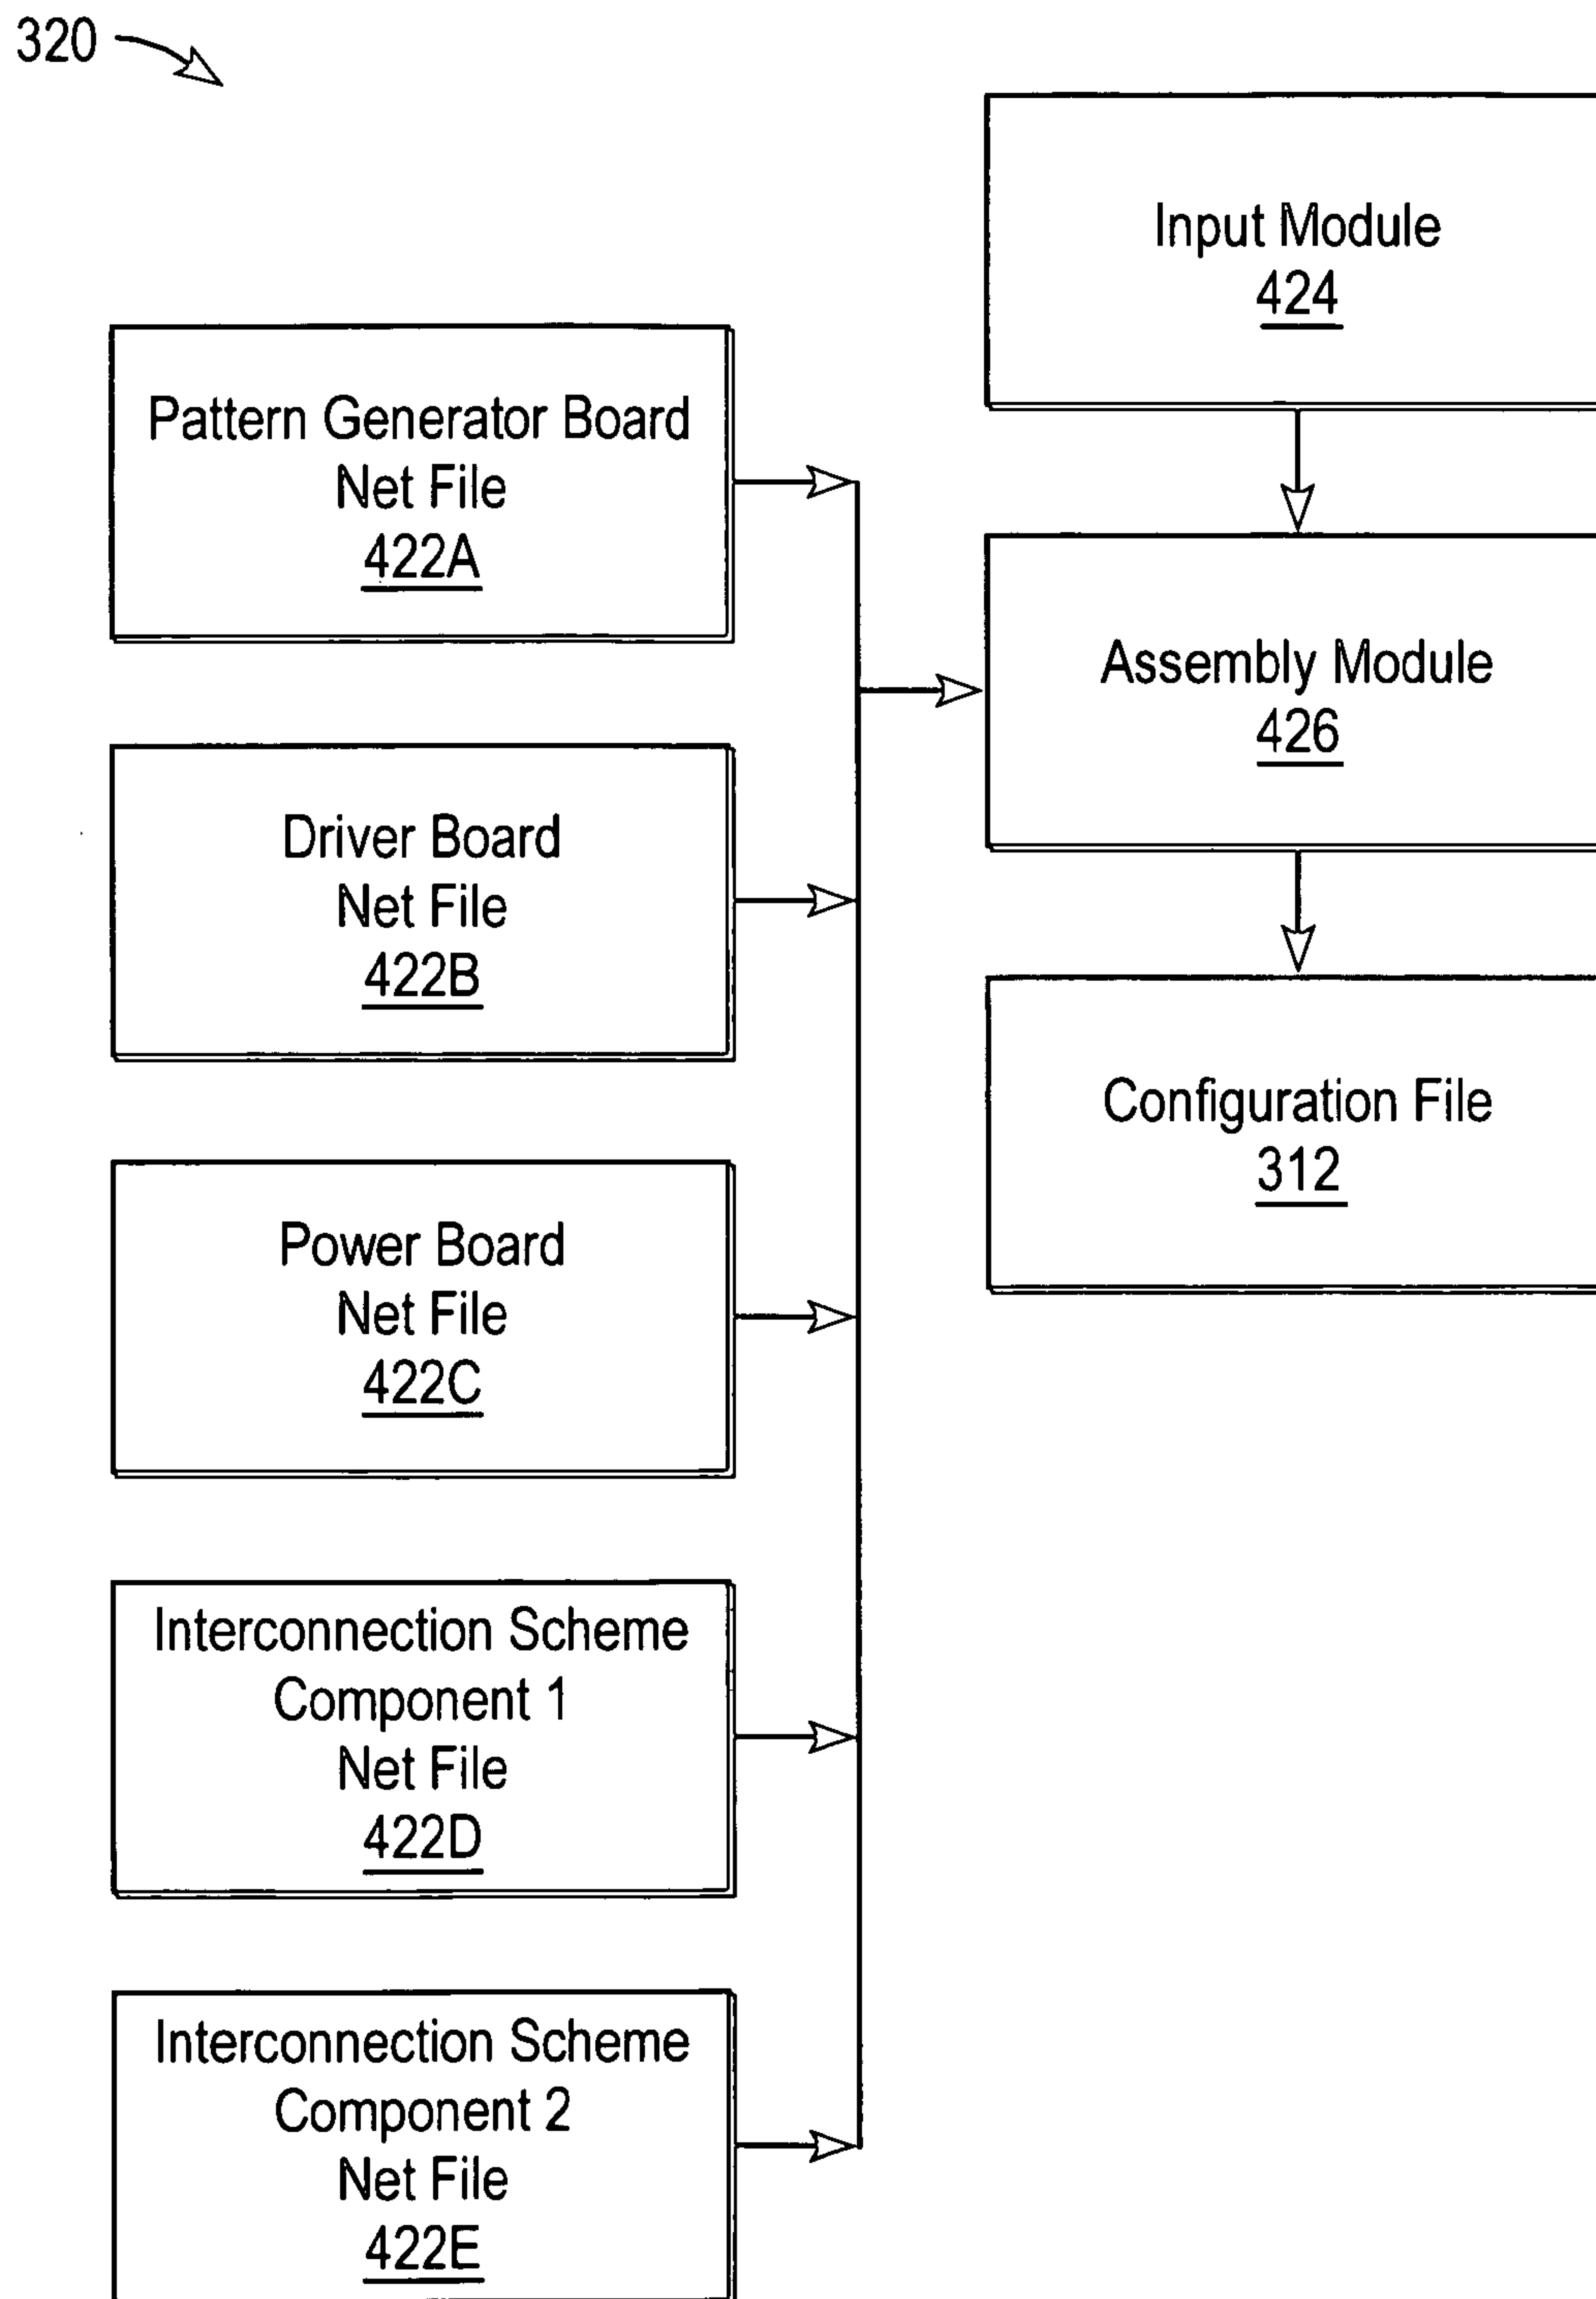 320
Input Module
424
Pattern Generator Board
Net File
422A
Assembly Module
426
Driver Board
Net File
422B
Configuration File
312
Power Board
Net File
422C
Interconnection Scheme
Component 1
Net File
422D
Interconnection Scheme
Component 2
Net File
422E